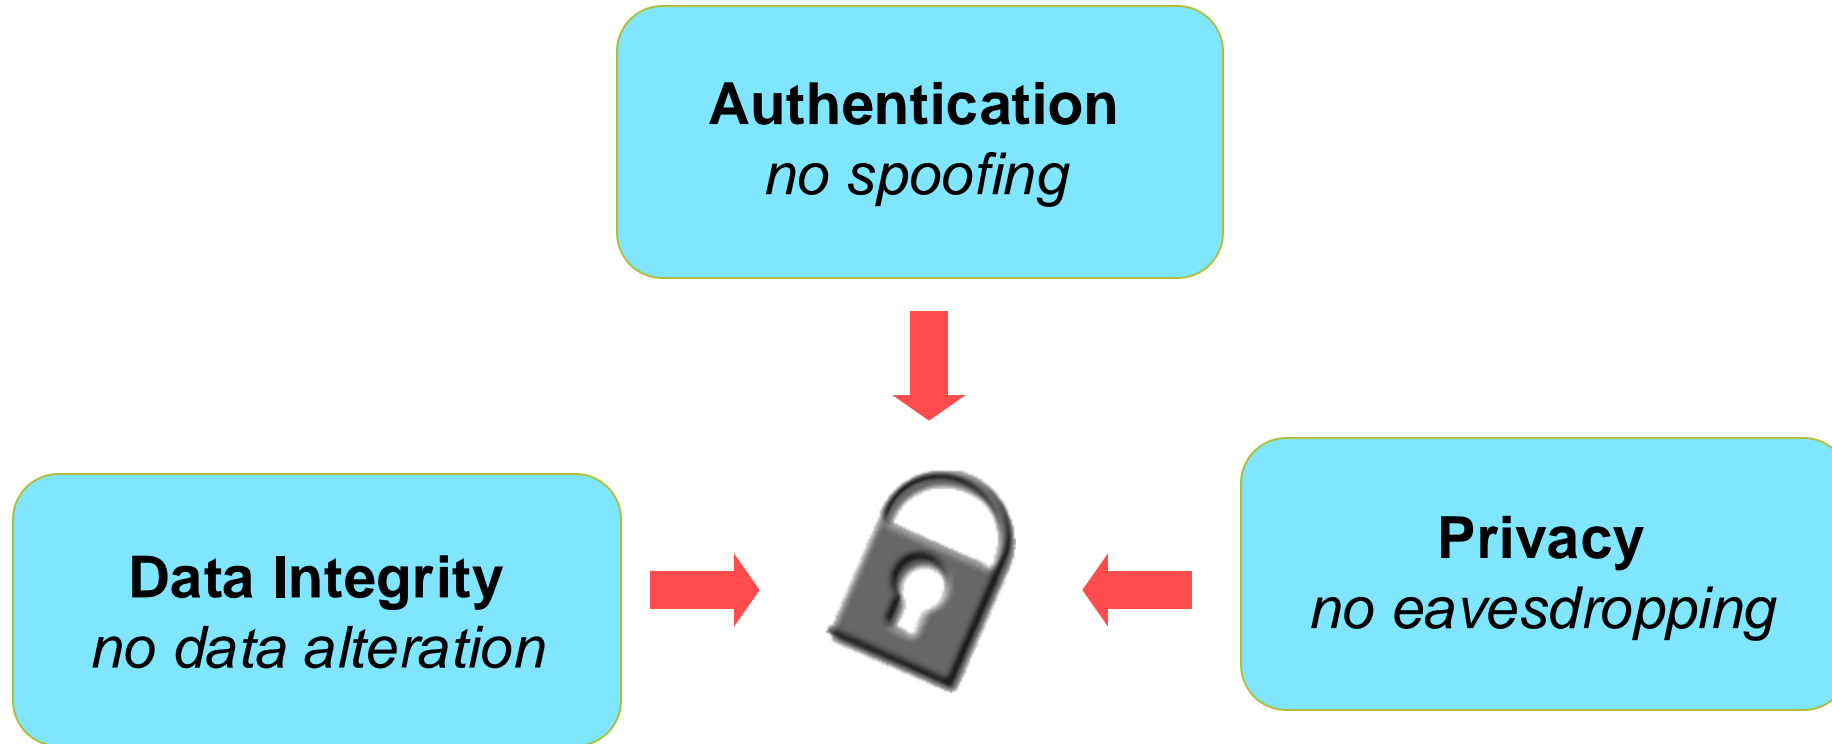 Authentication
no spoofing
Data Integrity
no data alteration
Privacy
no eavesdropping